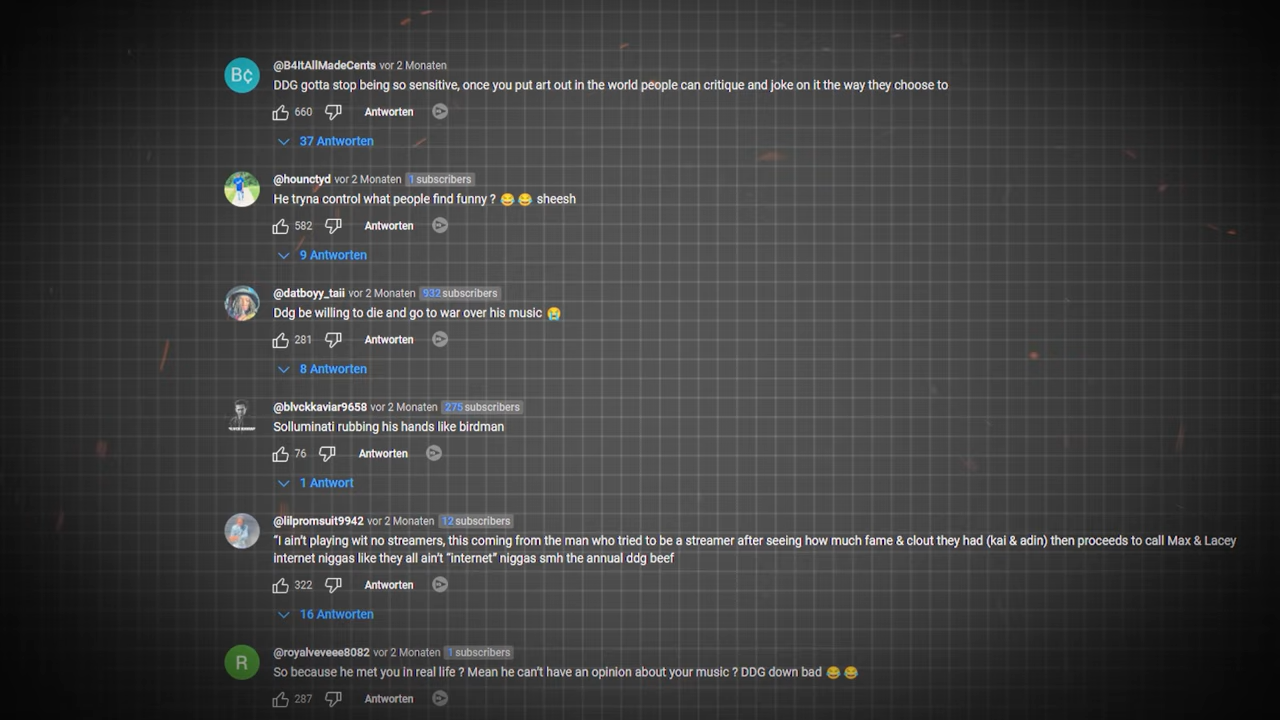 B¢
@B4ItAllMadeCents vor 2 Monaten
DDG gotta stop being so sensitive, once you put art out in the world people can critique and joke on it the way they choose to
660 Antworten
37 Antworten
@hounctyd vor 2 Monaten 1 subscribers
He tryna control what people find funny ? 😂 😂 sheesh
582 Antworten
9 Antworten
@datboyy_taii vor 2 Monaten 932 subscribers
Ddg be willing to die and go to war over his music 😭
281 Antworten
8 Antworten
@blvckkaviar9658 vor 2 Monaten 275 subscribers
Solluminati rubbing his hands like birdman
76 Antworten
1 Antwort
@lilpromsuit9942 vor 2 Monaten 12 subscribers
“I ain’t playing wit no streamers, this coming from the man who tried to be a streamer after seeing how much fame & clout they had (kai & adin) then proceeds to call Max & Lacey
internet niggas like they all ain’t “internet” niggas smh the annual ddg beef
322 Antworten
16 Antworten
R
@royalveveee8082 vor 2 Monaten 1 subscribers
So because he met you in real life ? Mean he can’t have an opinion about your music ? DDG down bad 😂 😂
287 Antworten